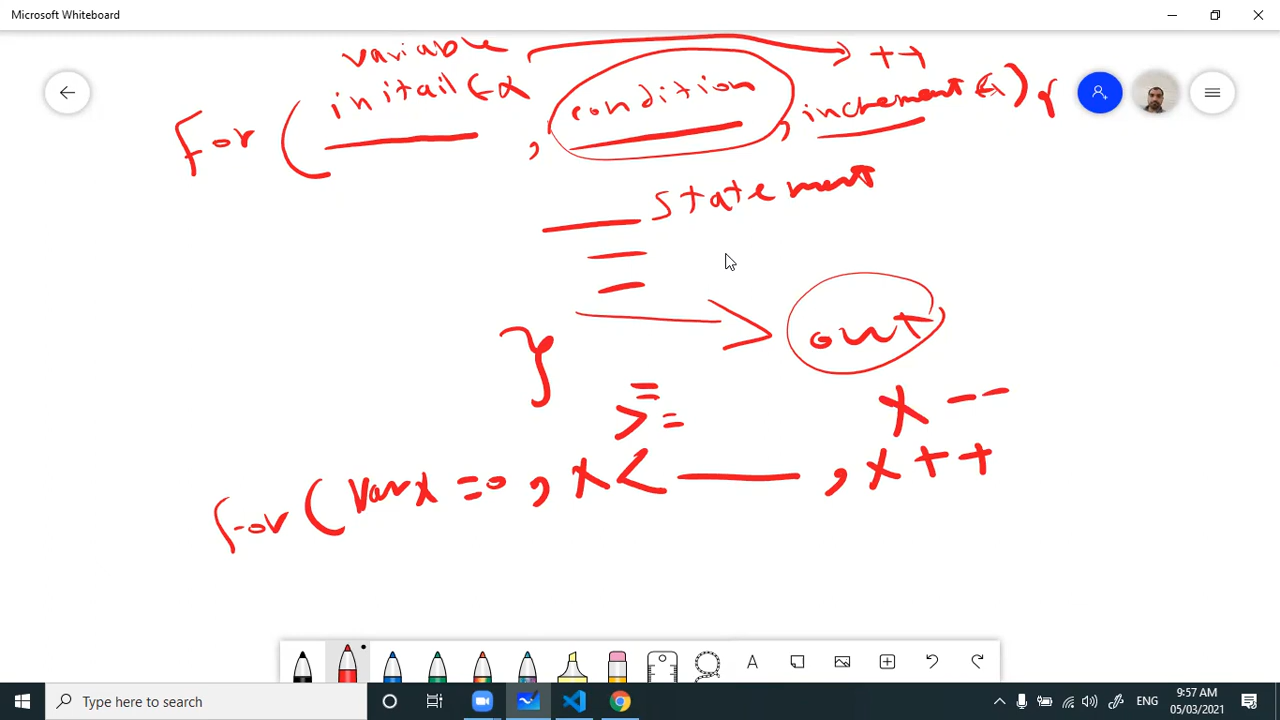 Microsoft Whiteboard
variable ++
For ( initail , condition , increment ) {
statement
out
}
>= == x --
for ( var x = 0 , x < ____ , x ++
A
Type here to search
ENG
9:57 AM
05/03/2021